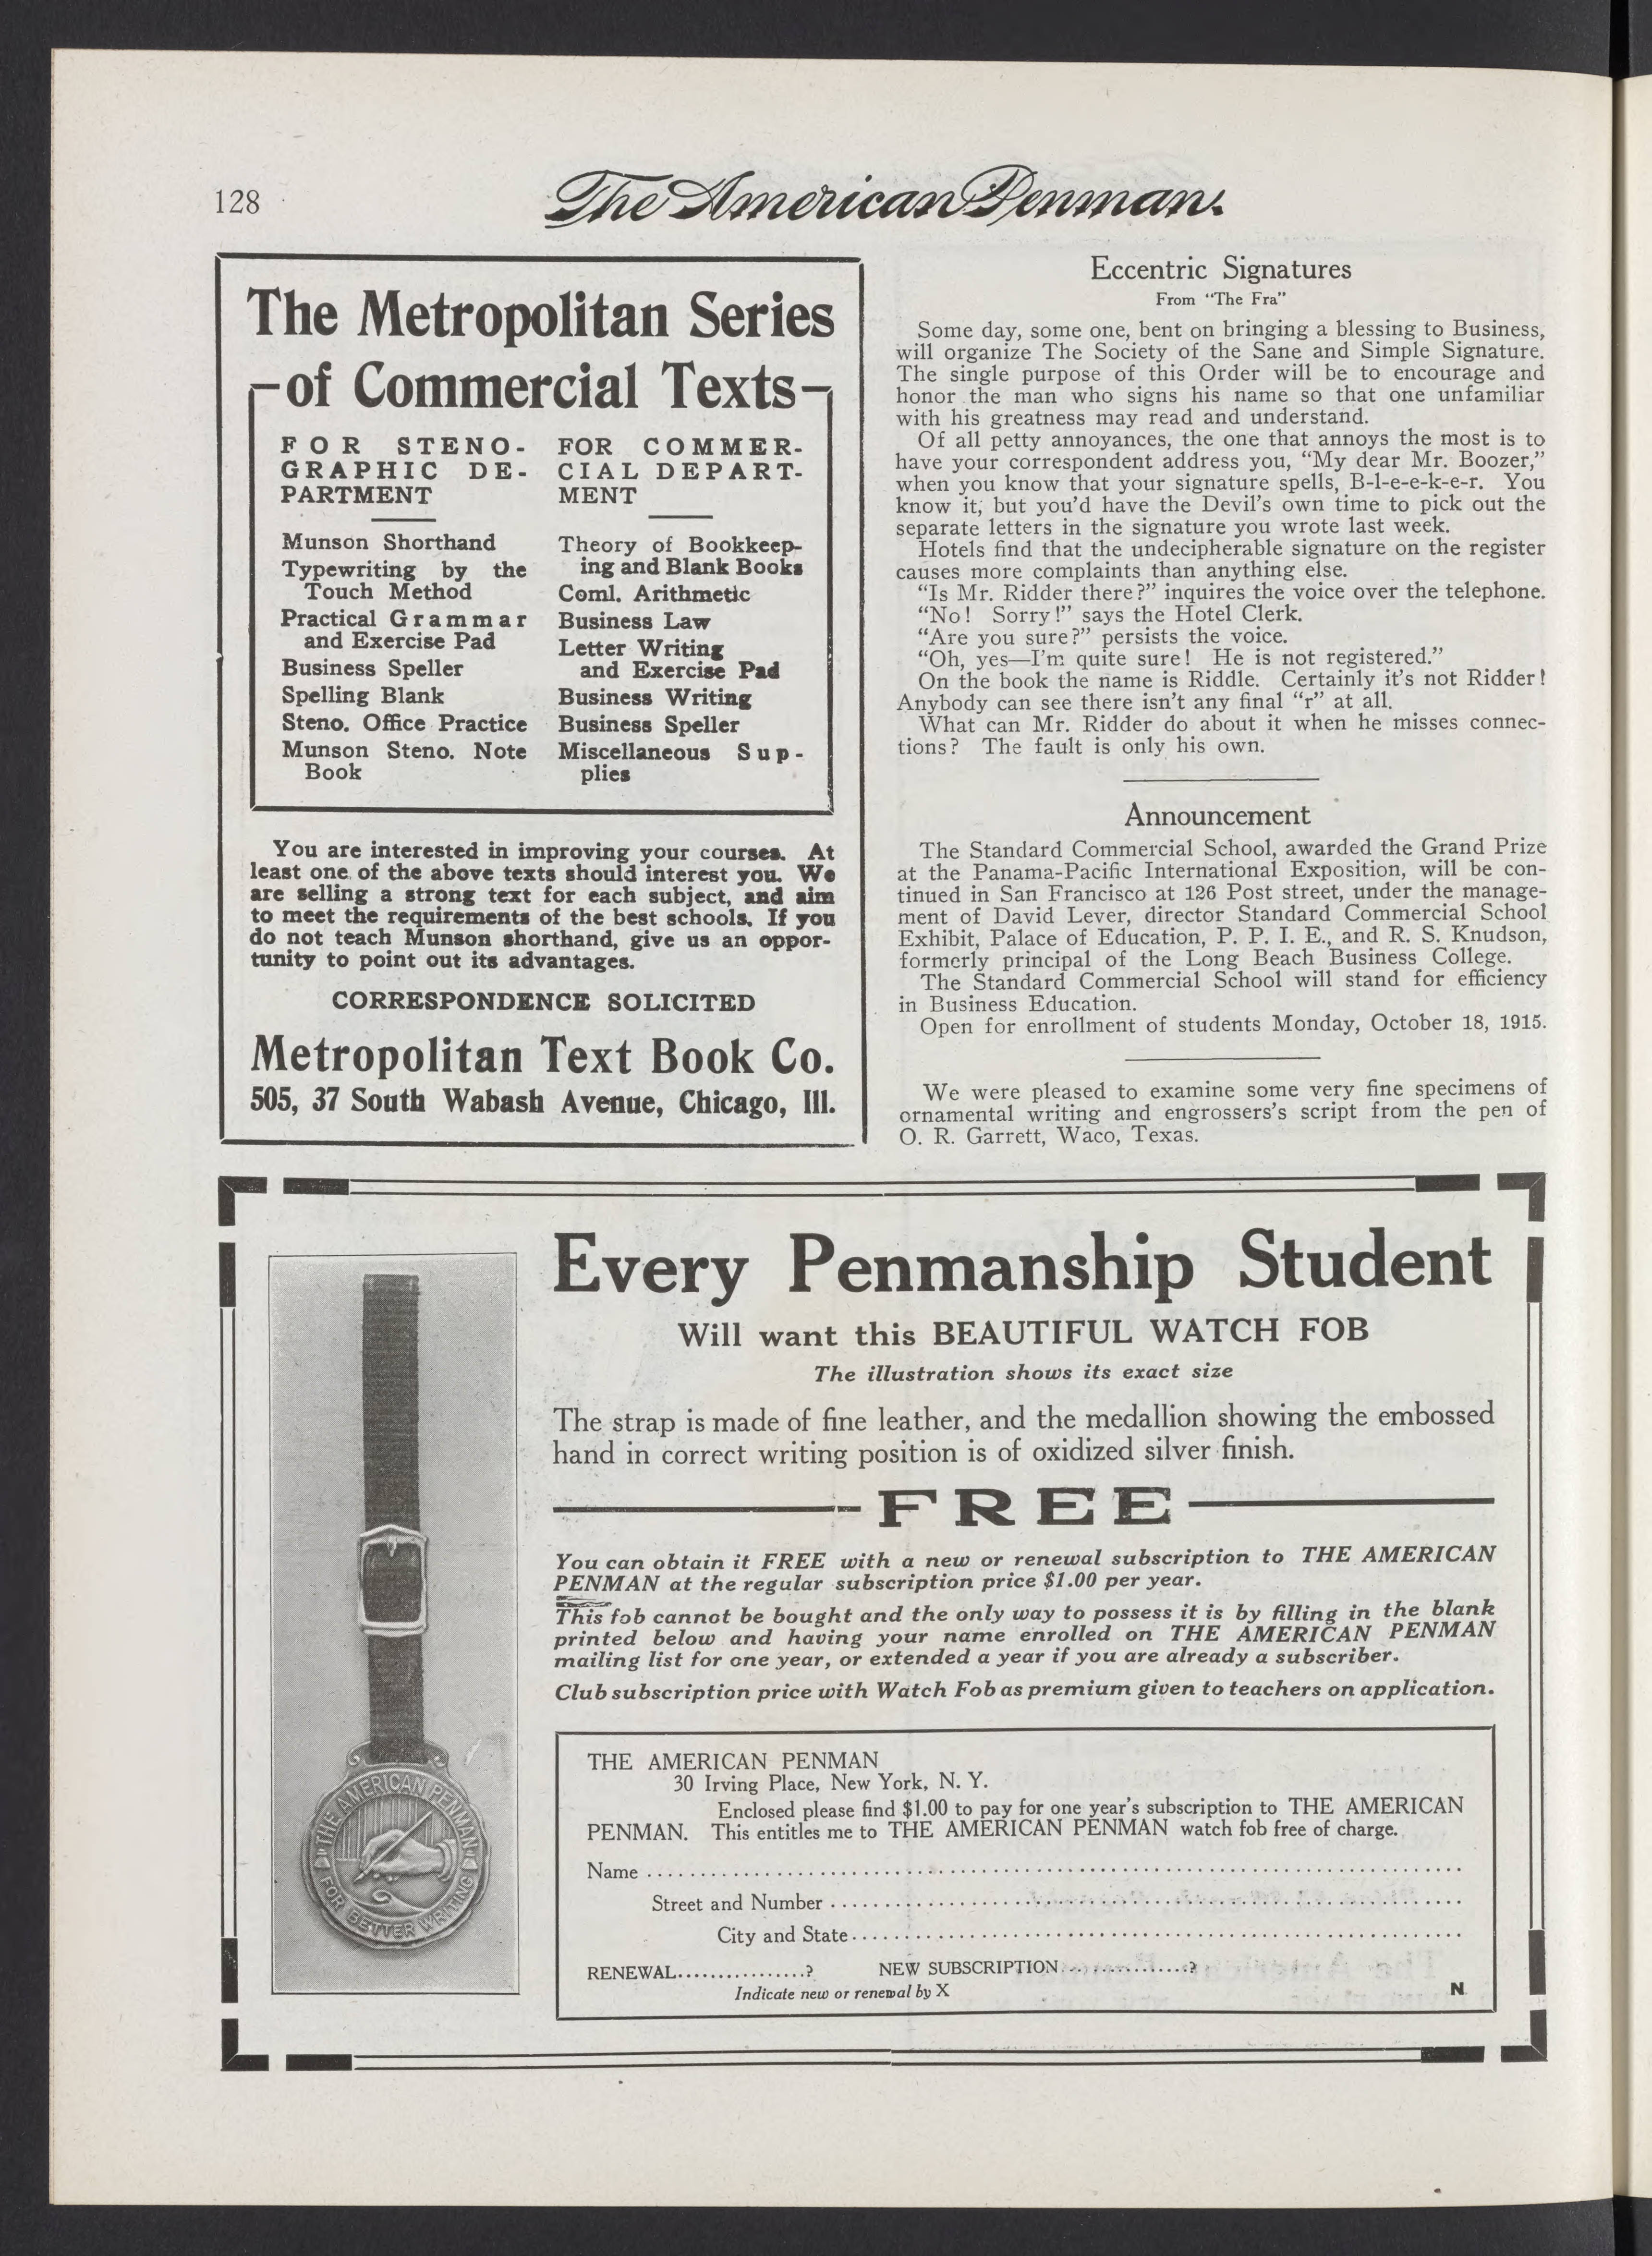 128
The American Penman.
The Metropolitan Series
of Commercial Texts
FOR STENO-
GRAPHIC DE-
PARTMENT
Munson Shorthand
Typewriting by the
Touch Method
Practical Grammar
and Exercise Pad
Business Speller
Spelling Blank
Steno. Office Practice
Munson Steno. Note
Book
FOR COMMER-
CIAL DEPART-
MENT
Theory of Bookkeep-
ing and Blank Books
Coml. Arithmetic
Business Law
Letter Writing
and Exercise Pad
Business Writing
Business Speller
Miscellaneous Sup-
plies
You are interested in improving your courses. At
least one of the above texts should interest you. We
are selling a strong text for each subject, and aim
to meet the requirements of the best schools. If you
do not teach Munson shorthand, give us an oppor-
tunity to point out its advantages.
CORRESPONDENCE SOLICITED
Metropolitan Text Book Co.
505, 37 South Wabash Avenue, Chicago, Ill.
Eccentric Signatures
From "The Fra"
Some day, some one, bent on bringing a blessing to Business,
will organize The Society of the Sane and Simple Signature.
The single purpose of this Order will be to encourage and
honor the man who signs his name so that one unfamiliar
with his greatness may read and understand.
Of all petty annoyances, the one that annoys the most is to
have your correspondent address you, "My dear Mr. Boozer,"
when you know that your signature spells, B-l-e-e-k-e-r. You
know it, but you'd have the Devil's own time to pick out the
separate letters in the signature you wrote last week.
Hotels find that the undecipherable signature on the register
causes more complaints than anything else.
"Is Mr. Ridder there?" inquires the voice over the telephone.
"No! Sorry!" says the Hotel Clerk.
"Are you sure?" persists the voice.
"Oh, yes—I'm quite sure! He is not registered."
On the book the name is Riddle. Certainly it's not Ridder!
Anybody can see there isn't any final "r" at all.
What can Mr. Ridder do about it when he misses connec-
tions? The fault is only his own.
Announcement
The Standard Commercial School, awarded the Grand Prize
at the Panama-Pacific International Exposition, will be con-
tinued in San Francisco at 126 Post street, under the manage-
ment of David Lever, director Standard Commercial School
Exhibit, Palace of Education, P. P. I. E., and R. S. Knudson,
formerly principal of the Long Beach Business College.
The Standard Commercial School will stand for efficiency
in Business Education.
Open for enrollment of students Monday, October 18, 1915.
We were pleased to examine some very fine specimens of
ornamental writing and engrossers's script from the pen of
O. R. Garrett, Waco, Texas.
Every Penmanship Student
Will want this BEAUTIFUL WATCH FOB
The illustration shows its exact size
The strap is made of fine leather, and the medallion showing the embossed
hand in correct writing position is of oxidized silver finish.
FREE
You can obtain it FREE with a new or renewal subscription to THE AMERICAN
PENMAN at the regular subscription price $1.00 per year.
This fob cannot be bought and the only way to possess it is by filling in the blank
printed below and having your name enrolled on THE AMERICAN PENMAN
mailing list for one year, or extended a year if you are already a subscriber.
Club subscription price with Watch Fob as premium given to teachers on application.
THE AMERICAN PENMAN
FOR BETTER WRITING
THE AMERICAN PENMAN
30 Irving Place, New York, N. Y.
Enclosed please find $1.00 to pay for one year's subscription to THE AMERICAN
PENMAN. This entitles me to THE AMERICAN PENMAN watch fob free of charge.
Name
Street and Number
City and State
RENEWAL................? NEW SUBSCRIPTION................?
Indicate new or renewal by X N